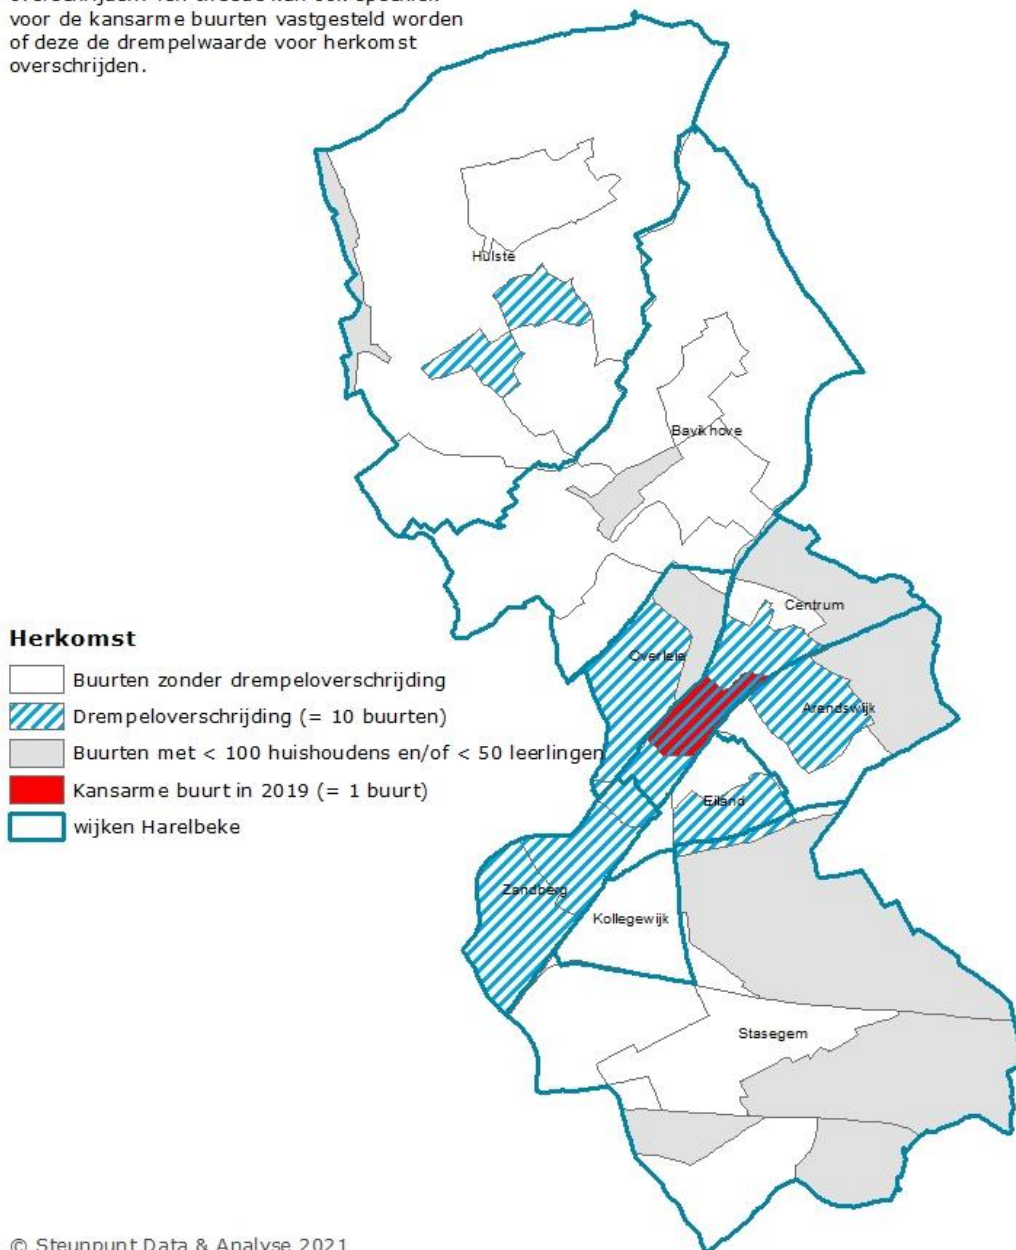 voor de kansarme buurten vastgesteld worden
of deze de drempelwaarde voor herkomst
overschrijden.
Hulste
Bavikhove
Centrum
Overleie
Arendswijk
Eiland
Zandberg
Kollegewijk
Stasegem
Herkomst
Buurten zonder drempeloverschrijding
Drempeloverschrijding (= 10 buurten)
Buurten met < 100 huishoudens en/of < 50 leerlingen
Kansarme buurt in 2019 (= 1 buurt)
wijken Harelbeke
© Steunpunt Data & Analyse 2021